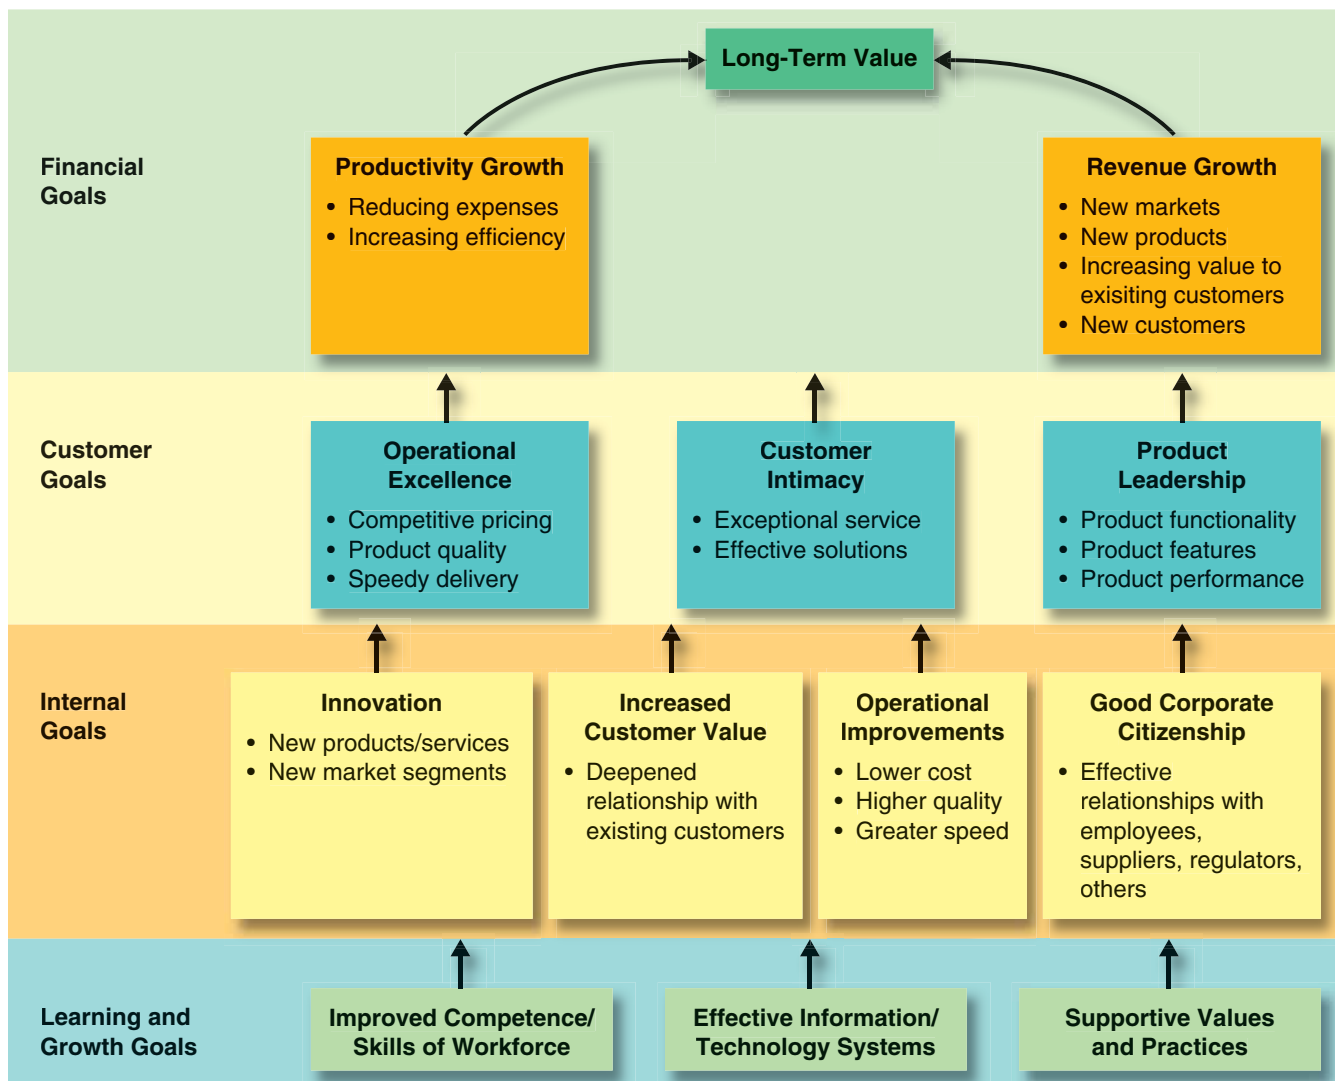 Long-Term Value
Financial
Goals
Productivity Growth
• Reducing expenses
• Increasing efficiency
Revenue Growth
• New markets
• New products
• Increasing value to
exisiting customers
• New customers
Customer
Goals
Operational
Excellence
• Competitive pricing
• Product quality
• Speedy delivery
Customer
Intimacy
• Exceptional service
• Effective solutions
Product
Leadership
• Product functionality
• Product features
• Product performance
Internal
Goals
Innovation
• New products/services
• New market segments
Increased
Customer Value
• Deepened
relationship with
existing customers
Operational
Improvements
• Lower cost
• Higher quality
• Greater speed
Good Corporate
Citizenship
• Effective
relationships with
employees,
suppliers, regulators,
others
Learning and
Growth Goals
Improved Competence/
Skills of Workforce
Effective Information/
Technology Systems
Supportive Values
and Practices